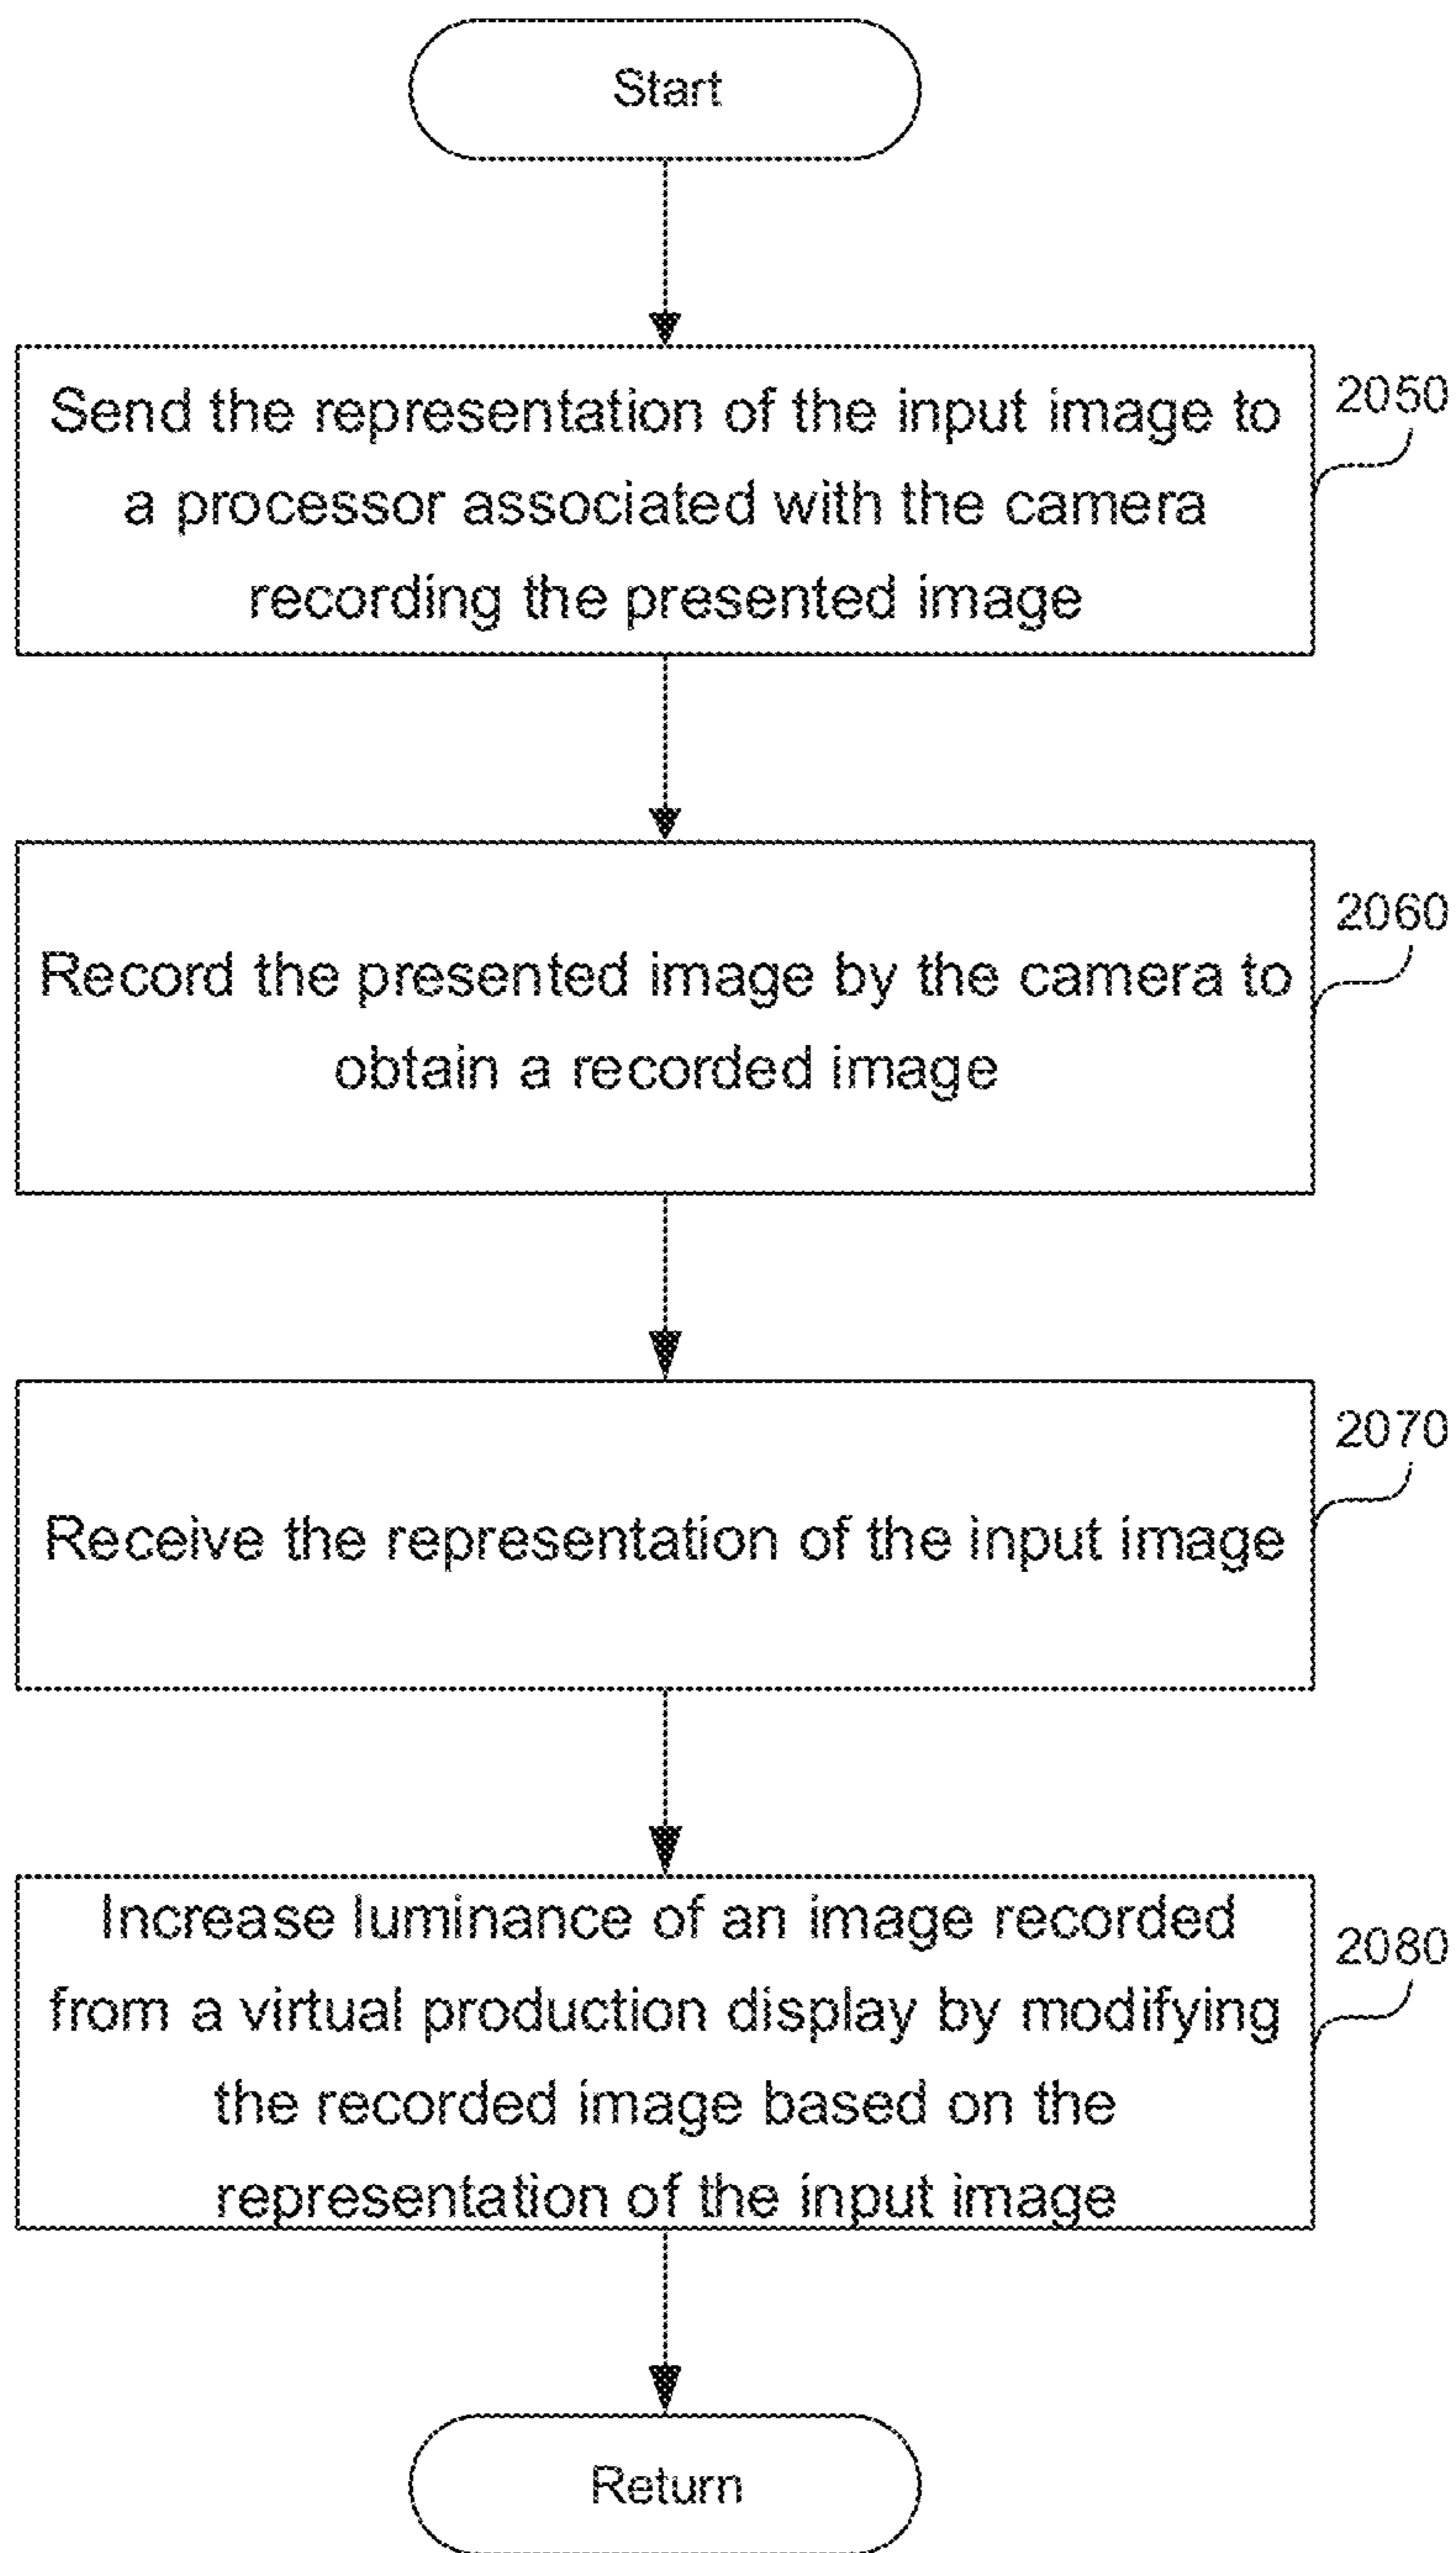 Start
Send the representation of the input image to
a processor associated with the camera
recording the presented image
2050
Record the presented image by the camera to
obtain a recorded image
2060
Receive the representation of the input image
2070
Increase luminance of an image recorded
from a virtual production display by modifying
the recorded image based on the
representation of the input image
2080
Return